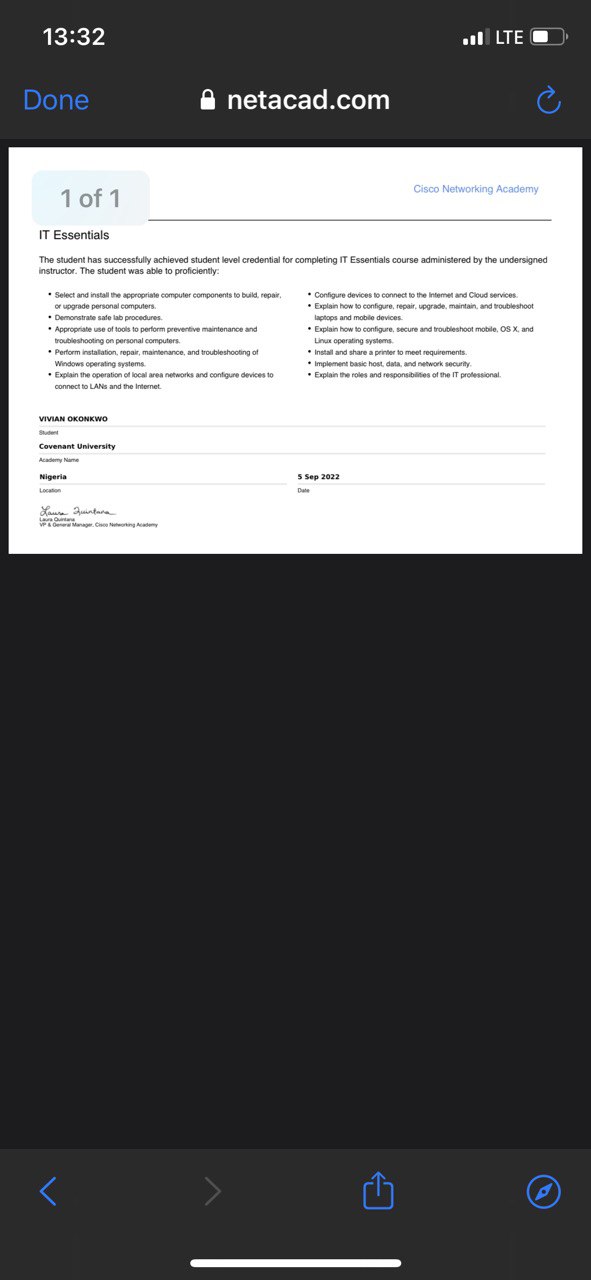 13:32
LTE
Done
netacad.com
1 of 1
Cisco Networking Academy
IT Essentials
The student has successfully achieved student level credential for completing IT Essentials course administered by the undersigned
instructor. The student was able to proficiently:
• Select and install the appropriate computer components to build, repair,
or upgrade personal computers.
• Demonstrate safe lab procedures.
• Appropriate use of tools to perform preventive maintenance and
troubleshooting on personal computers.
• Perform installation, repair, maintenance, and troubleshooting of
Windows operating systems.
• Explain the operation of local area networks and configure devices to
connect to LANs and the Internet.
• Configure devices to connect to the Internet and Cloud services.
• Explain how to configure, repair, upgrade, maintain, and troubleshoot
laptops and mobile devices.
• Explain how to configure, secure and troubleshoot mobile, OS X, and
Linux operating systems.
• Install and share a printer to meet requirements.
• Implement basic host, data, and network security.
• Explain the roles and responsibilities of the IT professional.
VIVIAN OKONKWO
Student
Covenant University
Academy Name
Nigeria
Location
5 Sep 2022
Date
Laura Quintana
Laura Quintana
VP & General Manager, Cisco Networking Academy